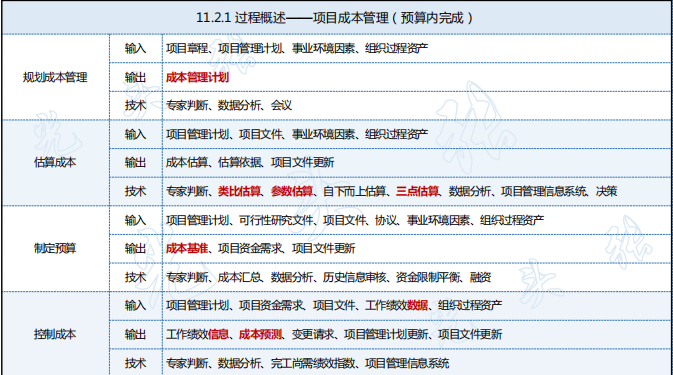 11.2.1 过程概述——项目成本管理（预算内完成）
规划成本管理
输入 项目章程、项目管理计划、事业环境因素、组织过程资产
输出 成本管理计划
技术 专家判断、数据分析、会议
估算成本
输入 项目管理计划、项目文件、事业环境因素、组织过程资产
输出 成本估算、估算依据、项目文件更新
技术 专家判断、类比估算、参数估算、自下而上估算、三点估算、数据分析、项目管理信息系统、决策
制定预算
输入 项目管理计划、可行性研究文件、项目文件、协议、事业环境因素、组织过程资产
输出 成本基准、项目资金需求、项目文件更新
技术 专家判断、成本汇总、数据分析、历史信息审核、资金限制平衡、融资
控制成本
输入 项目管理计划、项目资金需求、项目文件、工作绩效数据、组织过程资产
输出 工作绩效信息、成本预测、变更请求、项目管理计划更新、项目文件更新
技术 专家判断、数据分析、完工尚需绩效指数、项目管理信息系统